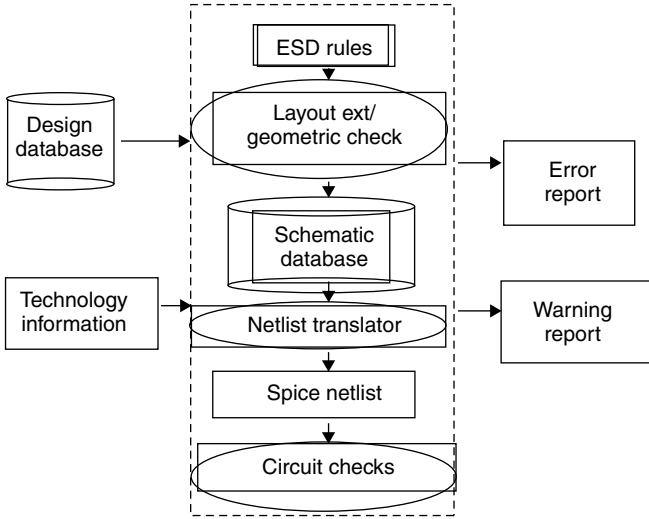 ESD rules
Layout ext/
geometric check
Design
database
Error
report
Schematic
database
Technology
information
Netlist translator
Warning
report
Spice netlist
Circuit checks